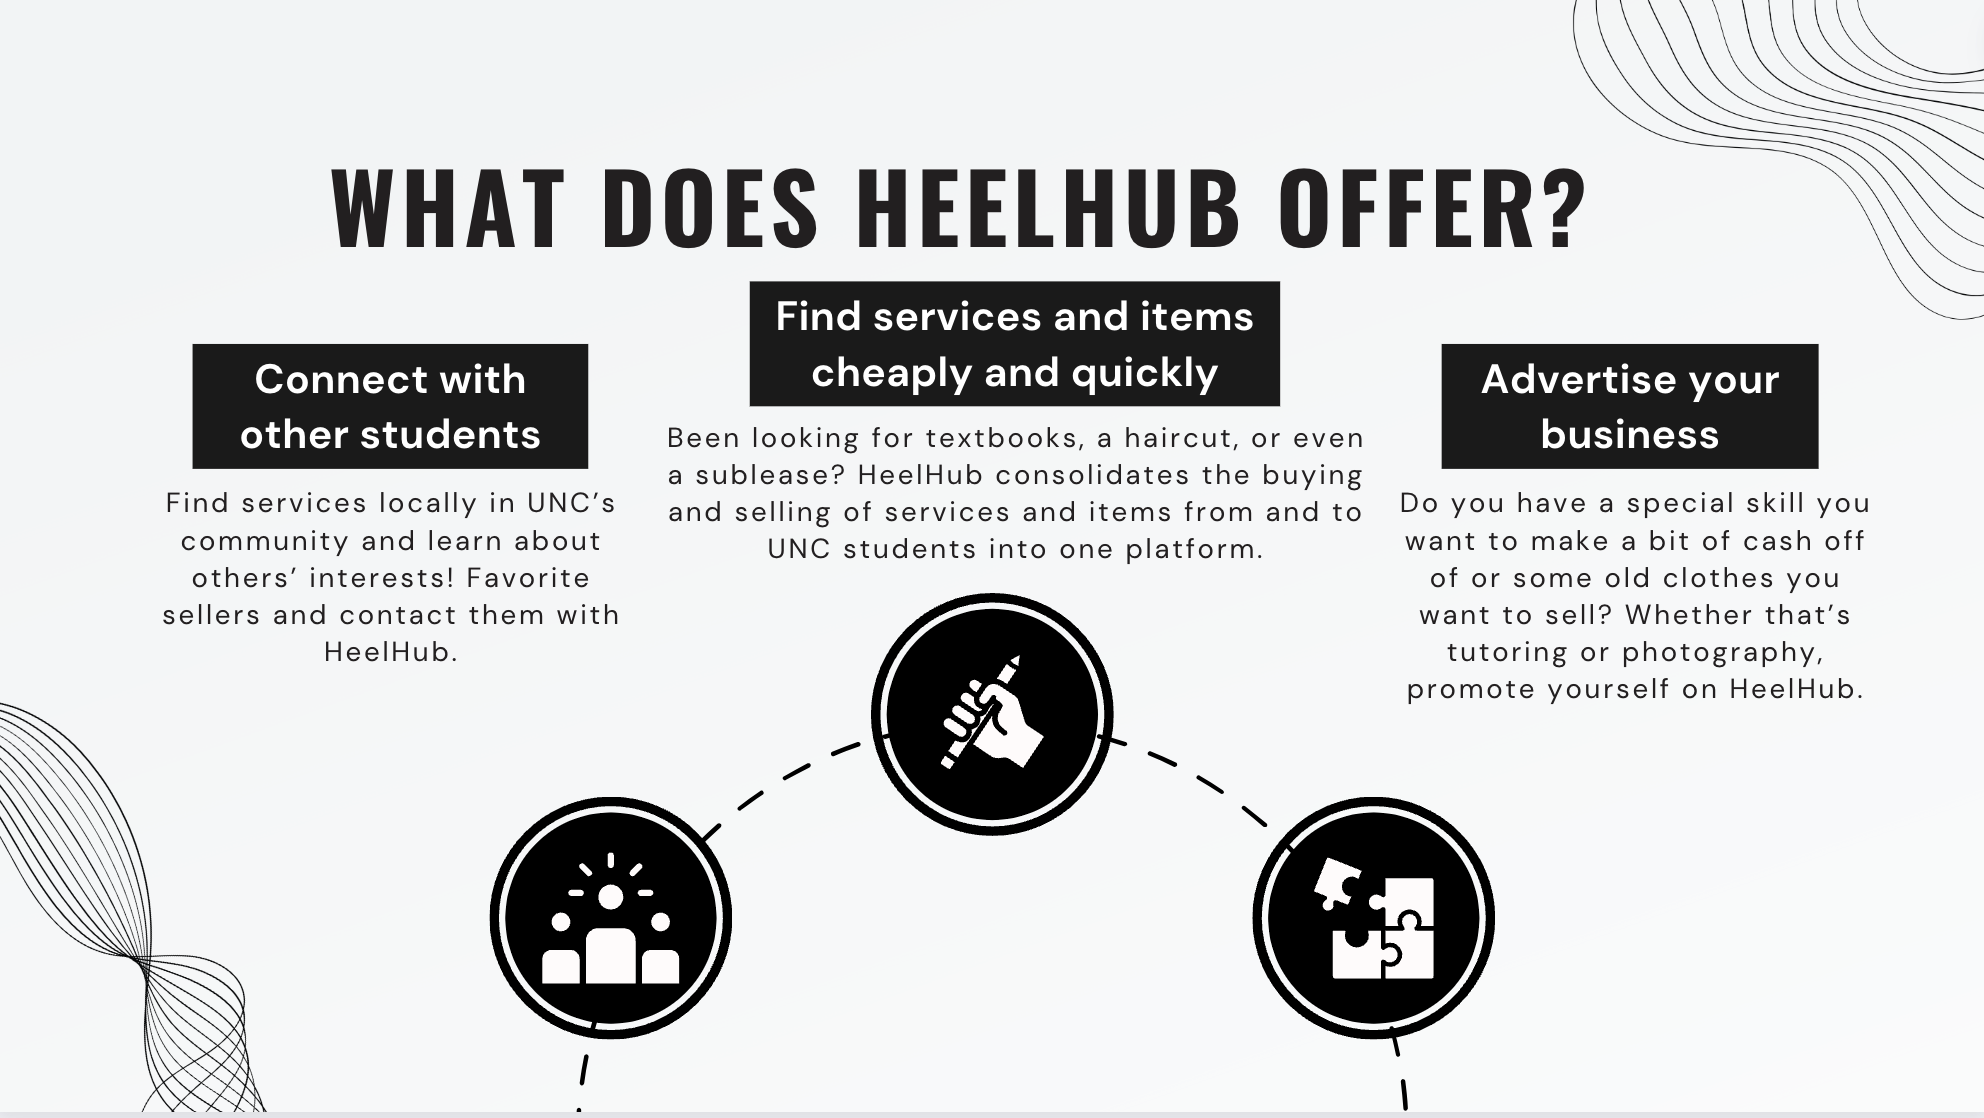 WHAT DOES HEELHUB OFFER?
Connect with
other students
Find services locally in UNC’s
community and learn about
others’ interests! Favorite
sellers and contact them with
HeelHub.
Find services and items
cheaply and quickly
Been looking for textbooks, a haircut, or even
a sublease? HeelHub consolidates the buying
and selling of services and items from and to
UNC students into one platform.
Advertise your
business
Do you have a special skill you
want to make a bit of cash off
of or some old clothes you
want to sell? Whether that’s
tutoring or photography,
promote yourself on HeelHub.